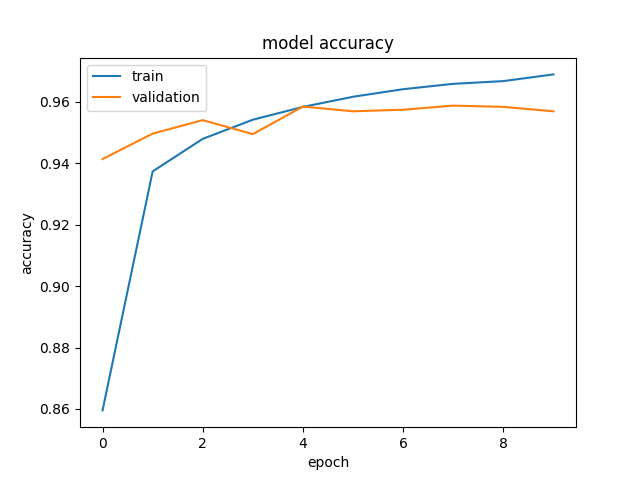 model accuracy
train
validation
accuracy
0.96
0.94
0.92
0.90
0.88
0.86
0 2 4 6 8
epoch